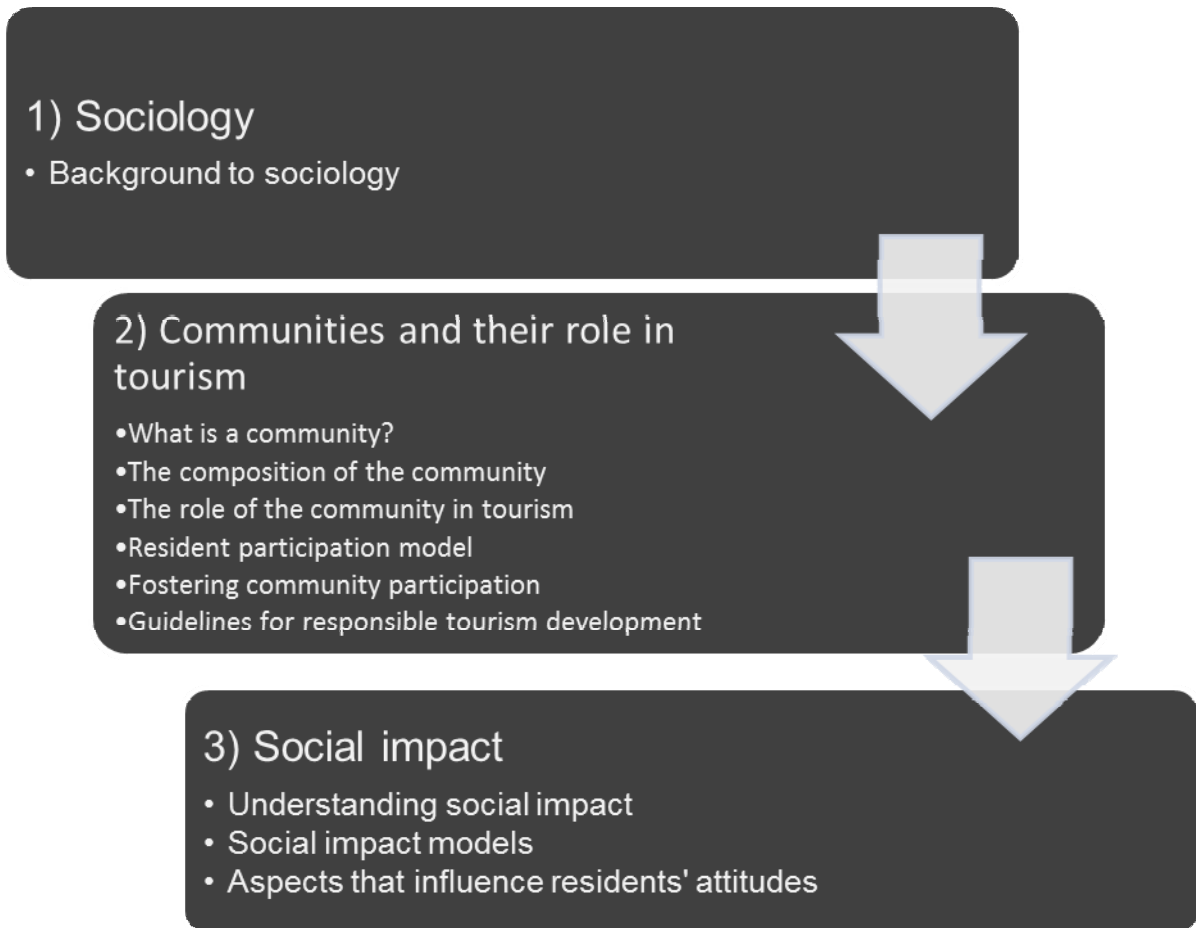 1) Sociology
• Background to sociology
2) Communities and their role in
tourism
•What is a community?
•The composition of the community
•The role of the community in tourism
•Resident participation model
•Fostering community participation
•Guidelines for responsible tourism development
3) Social impact
• Understanding social impact
• Social impact models
• Aspects that influence residents' attitudes